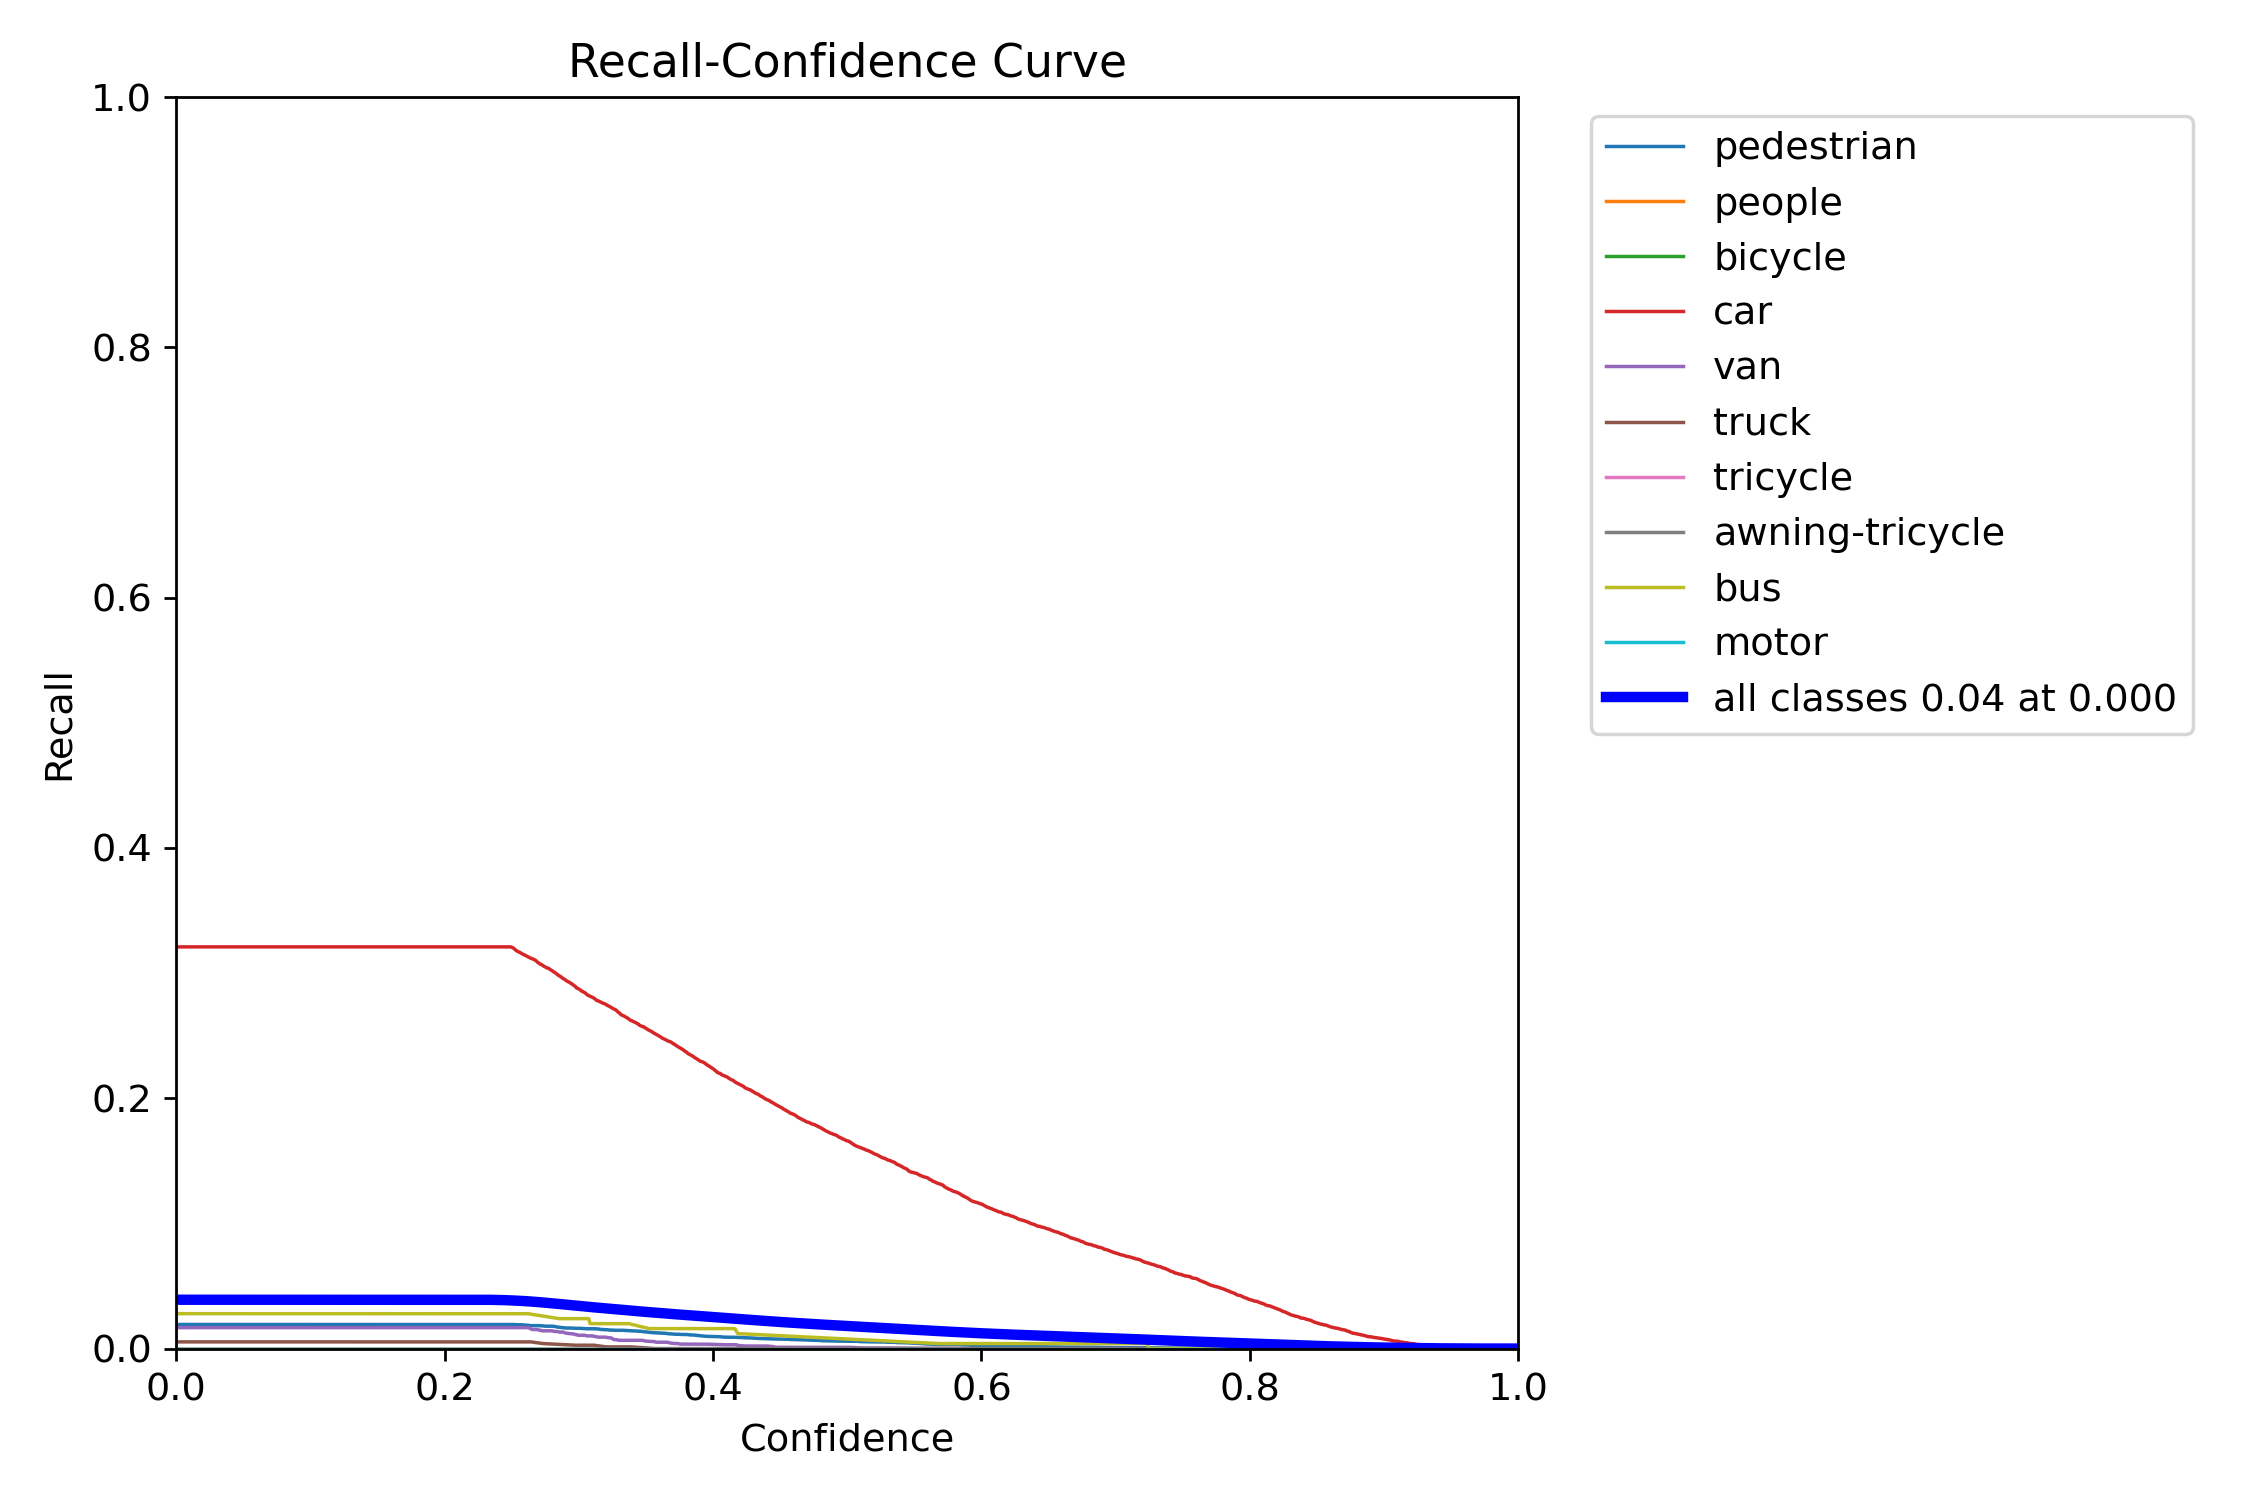 Recall-Confidence Curve
1.0
0.8
0.6
0.4
0.2
0.0
Recall
0.0 0.2 0.4 0.6 0.8 1.0
Confidence
pedestrian
people
bicycle
car
van
truck
tricycle
awning-tricycle
bus
motor
all classes 0.04 at 0.000